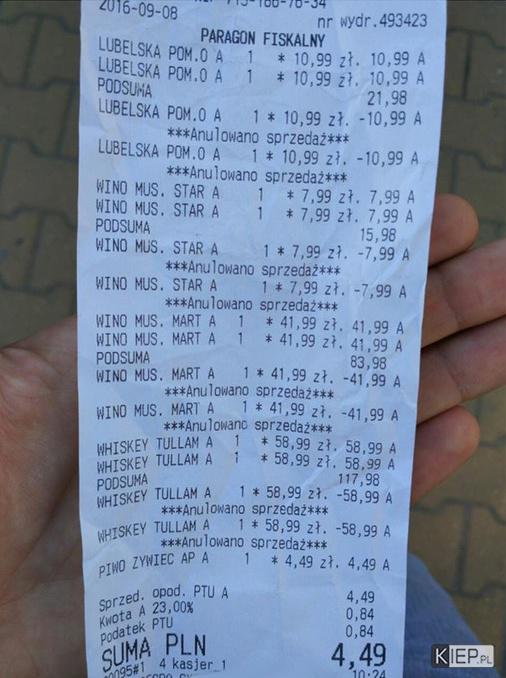 2016-09-08
nr wydr.493423
PARAGON FISKALNY
LUBELSKA POM.O A 1 * 10,99 zł. 10,99 A
LUBELSKA POM.O A 1 * 10,99 zł. 10,99 A
PODSUMA 21,98
LUBELSKA POM.O A 1 * 10,99 zł. -10,99 A
***Anulowano sprzedaż***
LUBELSKA POM.O A 1 * 10,99 zł. -10,99 A
***Anulowano sprzedaż***
WINO MUS. STAR A 1 * 7,99 zł. 7,99 A
WINO MUS. STAR A 1 * 7,99 zł. 7,99 A
PODSUMA 15,98
WINO MUS. STAR A 1 * 7,99 zł. -7,99 A
***Anulowano sprzedaż***
WINO MUS. STAR A 1 * 7,99 zł. -7,99 A
***Anulowano sprzedaż***
WINO MUS. MART A 1 * 41,99 zł. 41,99 A
WINO MUS. MART A 1 * 41,99 zł. 41,99 A
PODSUMA 83,98
WINO MUS. MART A 1 * 41,99 zł. -41,99 A
***Anulowano sprzedaż***
WINO MUS. MART A 1 * 41,99 zł. -41,99 A
***Anulowano sprzedaż***
WHISKEY TULLAM A 1 * 58,99 zł. 58,99 A
WHISKEY TULLAM A 1 * 58,99 zł. 58,99 A
PODSUMA 117,98
WHISKEY TULLAM A 1 * 58,99 zł. -58,99 A
***Anulowano sprzedaż***
WHISKEY TULLAM A 1 * 58,99 zł. -58,99 A
***Anulowano sprzedaż***
PIWO ZYWIEC AP A 1 * 4,49 zł. 4,49 A
Sprzed. opod. PTU A 4,49
Kwota A 23,00% 0,84
Podatek PTU 0,84
SUMA PLN 4,49
4 kasjer 1 10:24
KIEP.PL